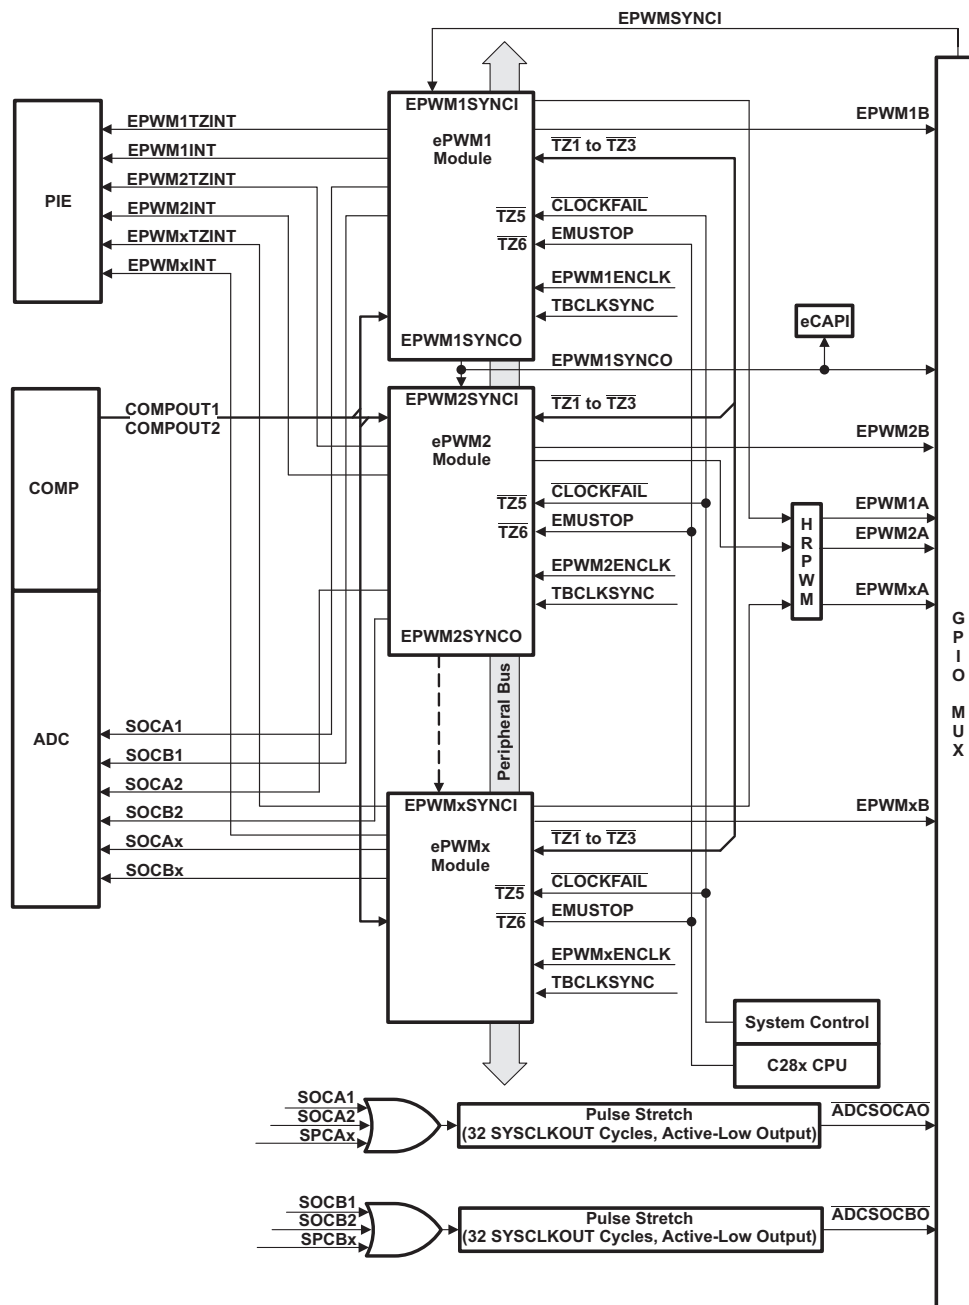 EPWMSYNCI
EPWM1SYNCI
ePWM1
Module
EPWM1TZINT
EPWM1INT
EPWM2TZINT
EPWM2INT
EPWMxTZINT
EPWMxINT
PIE
EPWM1B
TZ1 to TZ3
CLOCKFAIL
TZ5
EMUSTOP
TZ6
EPWM1ENCLK
TBCLKSYNC
EPWM1SYNCO
eCAPI
EPWM1SYNCO
COMPOUT1
COMPOUT2
COMP
EPWM2SYNCI
ePWM2
Module
TZ1 to TZ3
EPWM2B
CLOCKFAIL
TZ5
EMUSTOP
TZ6
EPWM2ENCLK
TBCLKSYNC
EPWM2SYNCO
HRPWM
EPWM1A
EPWM2A
EPWMxA
GPIO MUX
Peripheral Bus
ADC
SOCA1
SOCB1
SOCA2
SOCB2
SOCAx
SOCBx
EPWMxSYNCI
ePWMx
Module
EPWMxB
TZ1 to TZ3
CLOCKFAIL
TZ5
EMUSTOP
TZ6
EPWMxENCLK
TBCLKSYNC
System Control
C28x CPU
SOCA1
SOCA2
SPCAx
Pulse Stretch
(32 SYSCLKOUT Cycles, Active-Low Output)
ADCSOCAO
SOCB1
SOCB2
SPCBx
Pulse Stretch
(32 SYSCLKOUT Cycles, Active-Low Output)
ADCSOCBO